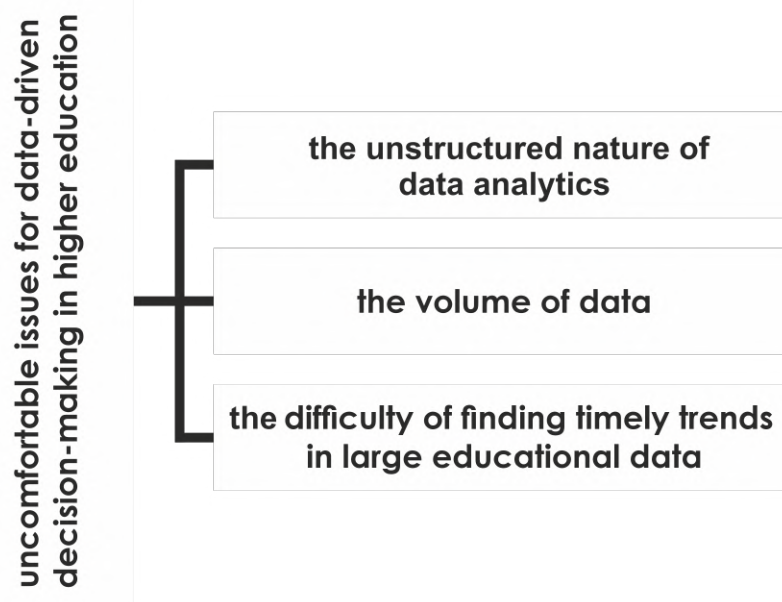 uncomfortable issues for data-driven
decision-making in higher education
the unstructured nature of
data analytics
the volume of data
the difficulty of finding timely trends
in large educational data